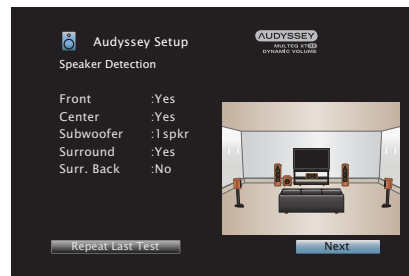 Audyssey Setup
AUDYSSEY
MULTEQ XT32
DYNAMIC VOLUME
Speaker Detection
Front :Yes
Center :Yes
Subwoofer :1spkr
Surround :Yes
Surr. Back :No
Repeat Last Test
Next